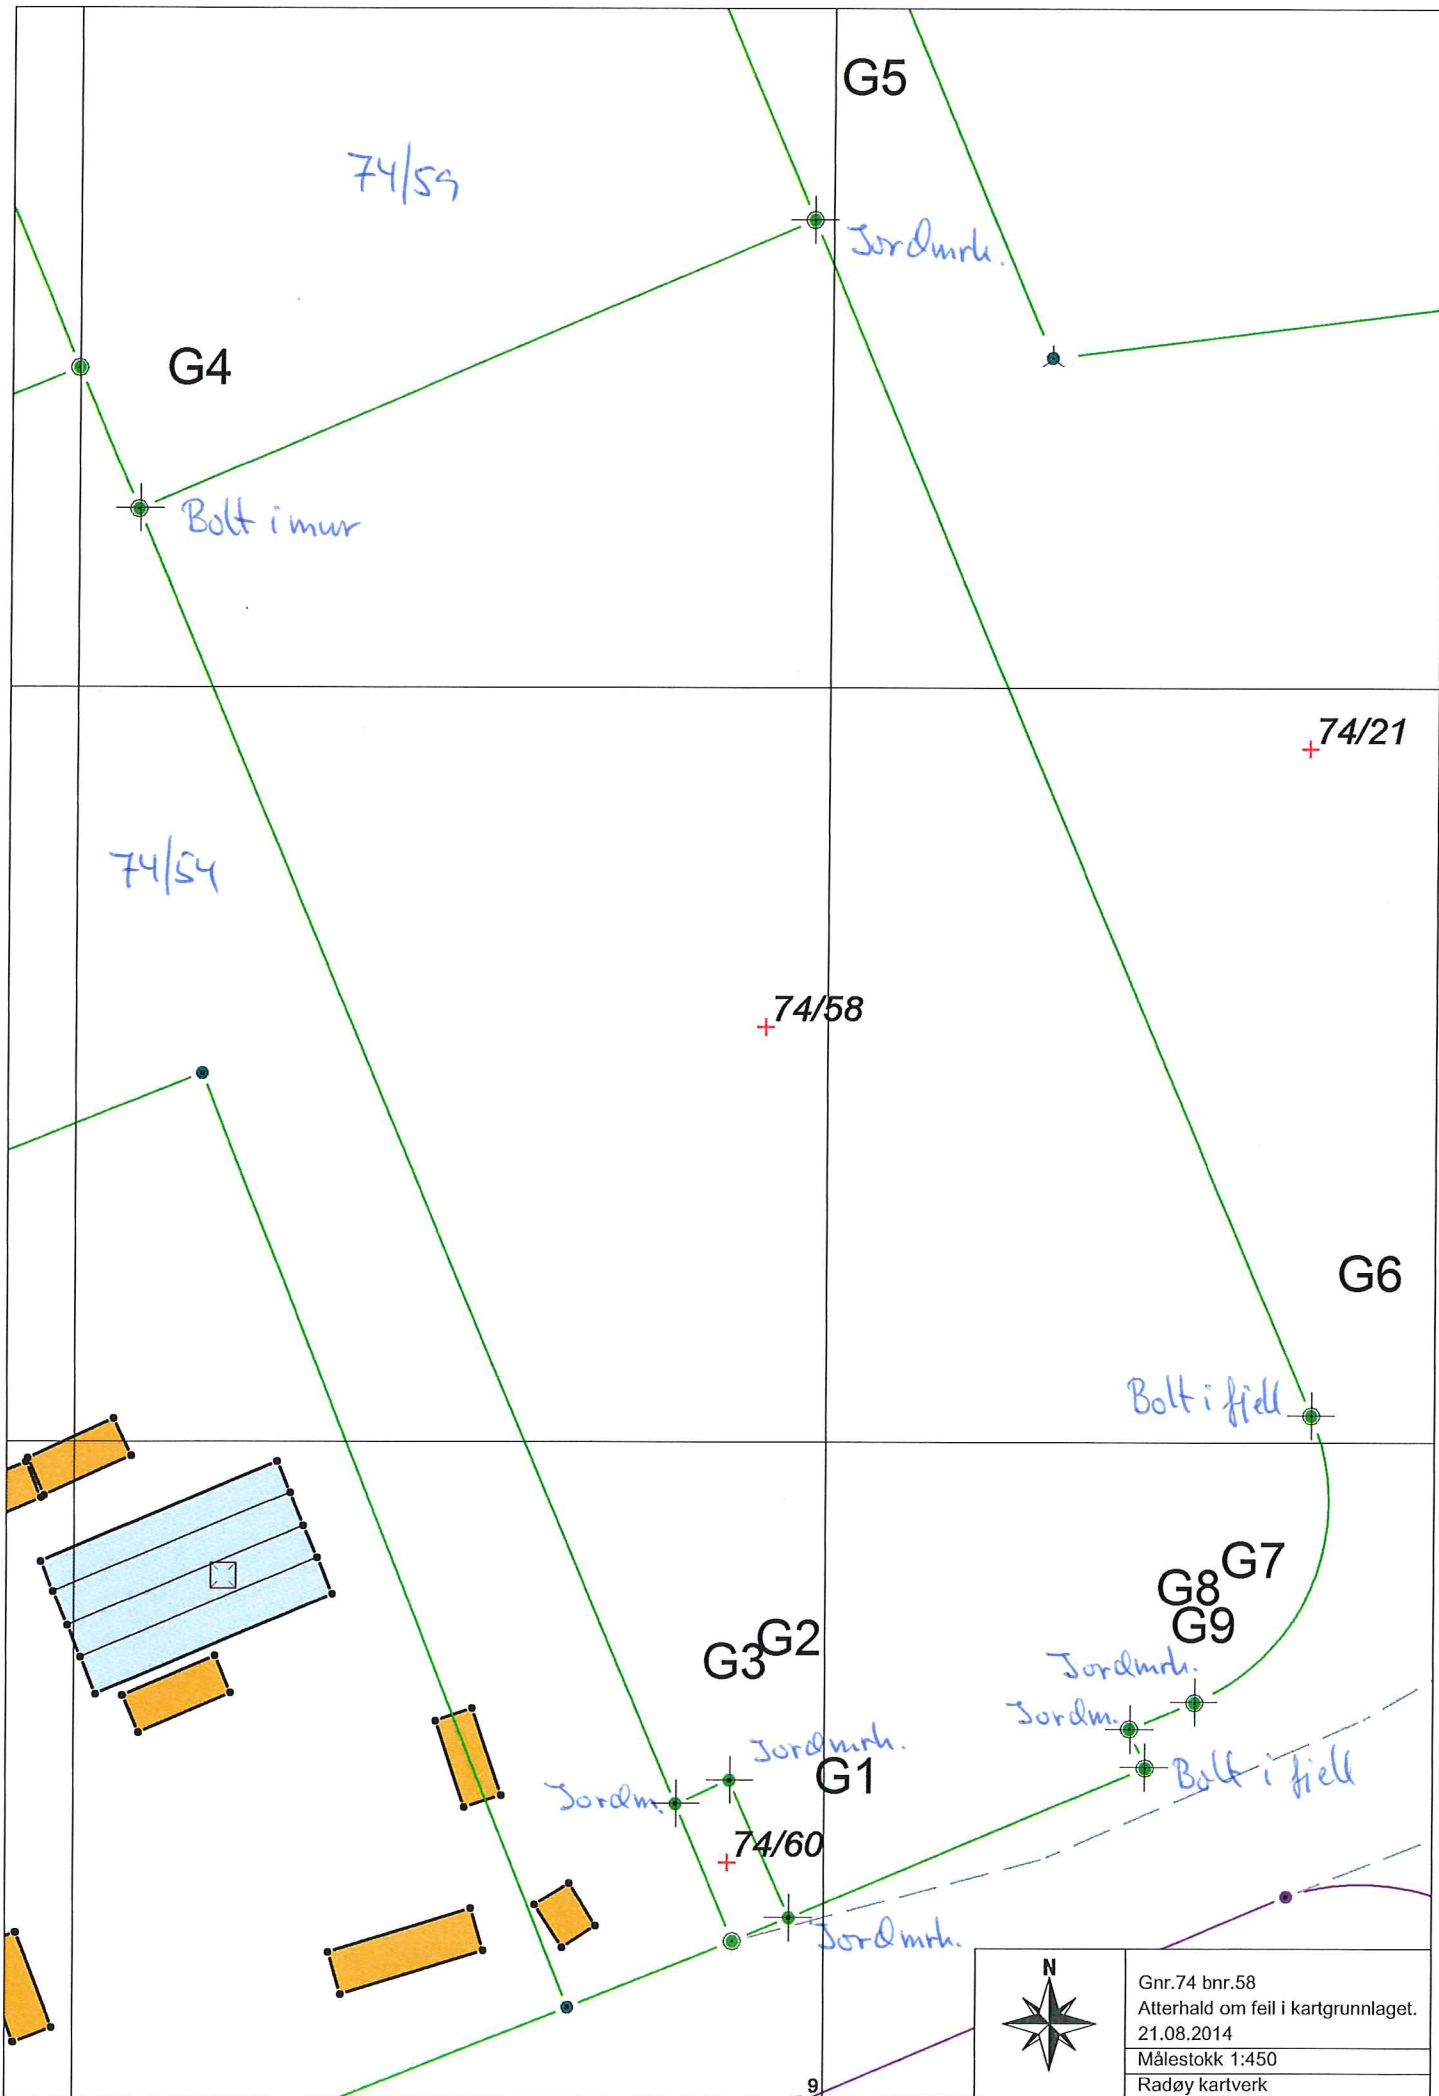 G5
74/59
Jordmrk.
G4
Bolt i mur
74/21
74/54
74/58
G6
Bolt i fjell
G7
G8
G9
G2
G3
Jordmrk.
Jordm.
Jordmrk.
G1
Bolt i fjell
Jordm.
74/60
Jordmrk.
N
Gnr.74 bnr.58
Atterhald om feil i kartgrunnlaget.
21.08.2014
Målestokk 1:450
Radøy kartverk
9